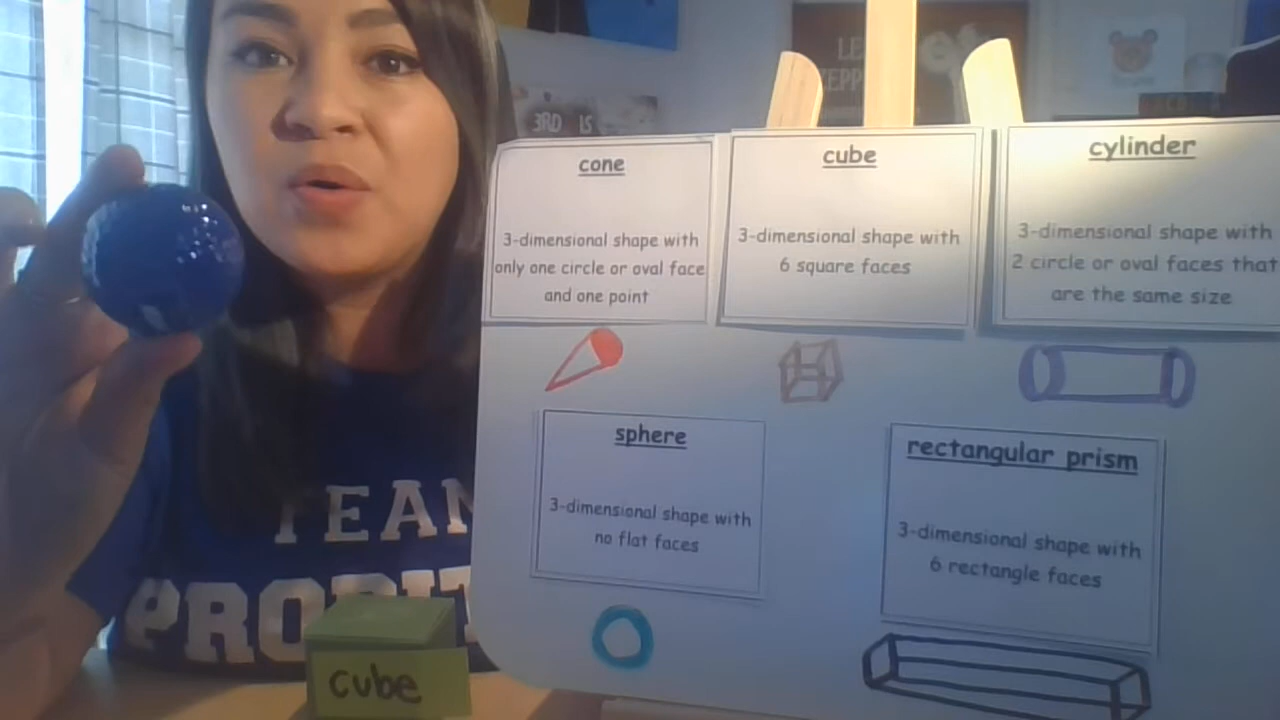 LE
ZEPP
3RD LS
cone
3-dimensional shape with
only one circle or oval face
and one point
cube
3-dimensional shape with
6 square faces
cylinder
3-dimensional shape with
2 circle or oval faces that
are the same size
sphere
3-dimensional shape with
no flat faces
rectangular prism
3-dimensional shape with
6 rectangle faces
TEAM
cube